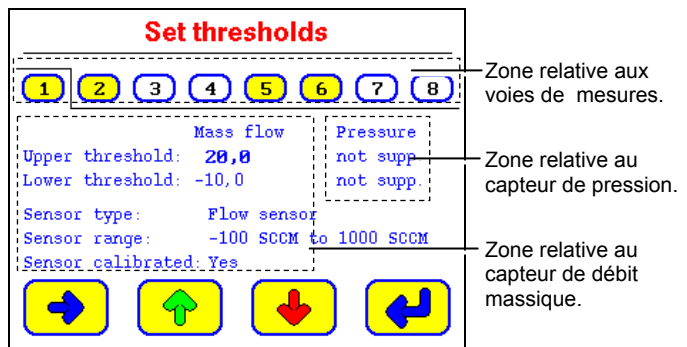 Set thresholds
1 2 3 4 5 6 7 8
Mass flow Pressure
Upper threshold: 20,0 not supp.
Lower threshold: -10,0 not supp.
Sensor type: Flow sensor
Sensor range: -100 SCCM to 1000 SCCM
Sensor calibrated: Yes
Zone relative aux
voies de mesures.
Zone relative au
capteur de pression.
Zone relative au
capteur de débit
massique.